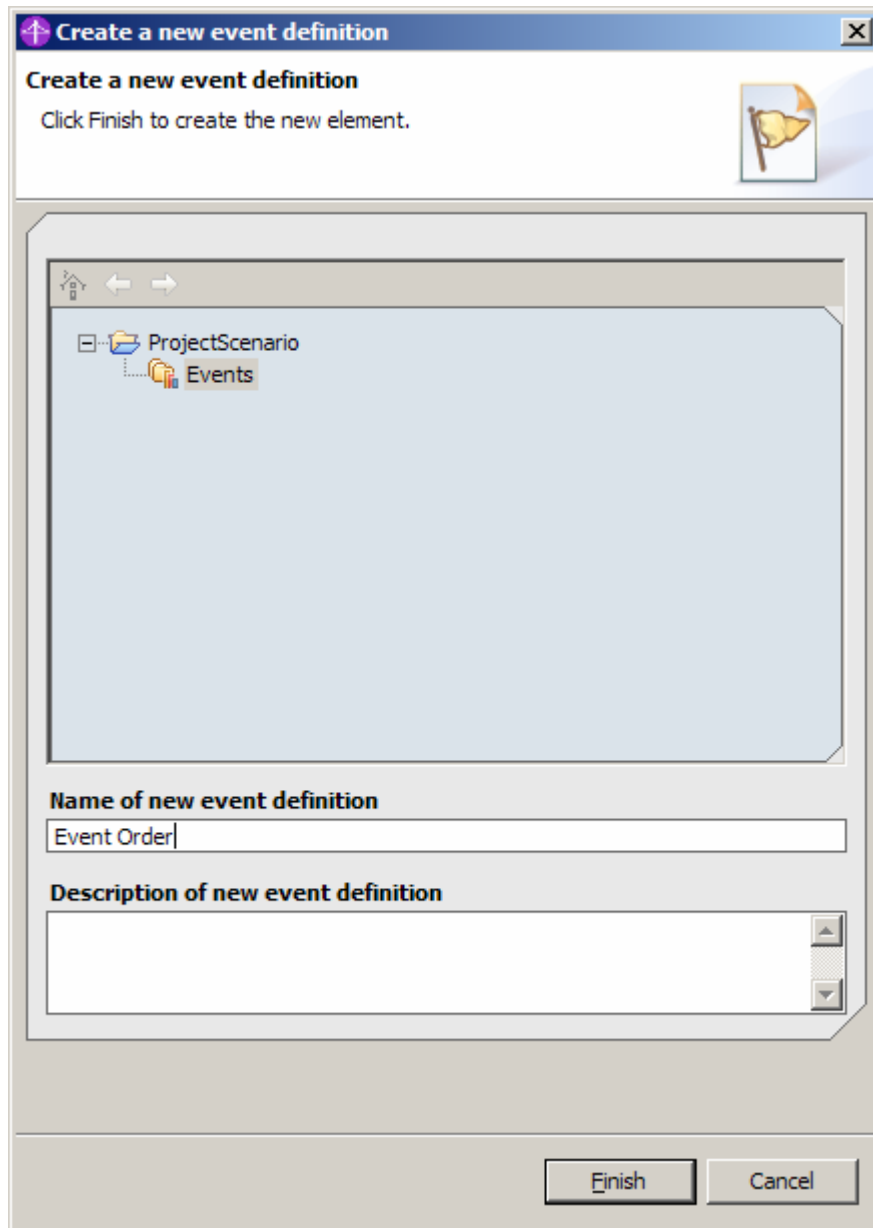 Create a new event definition
Create a new event definition
Click Finish to create the new element.
ProjectScenario
Events
Name of new event definition
Event Order
Description of new event definition
Finish
Cancel